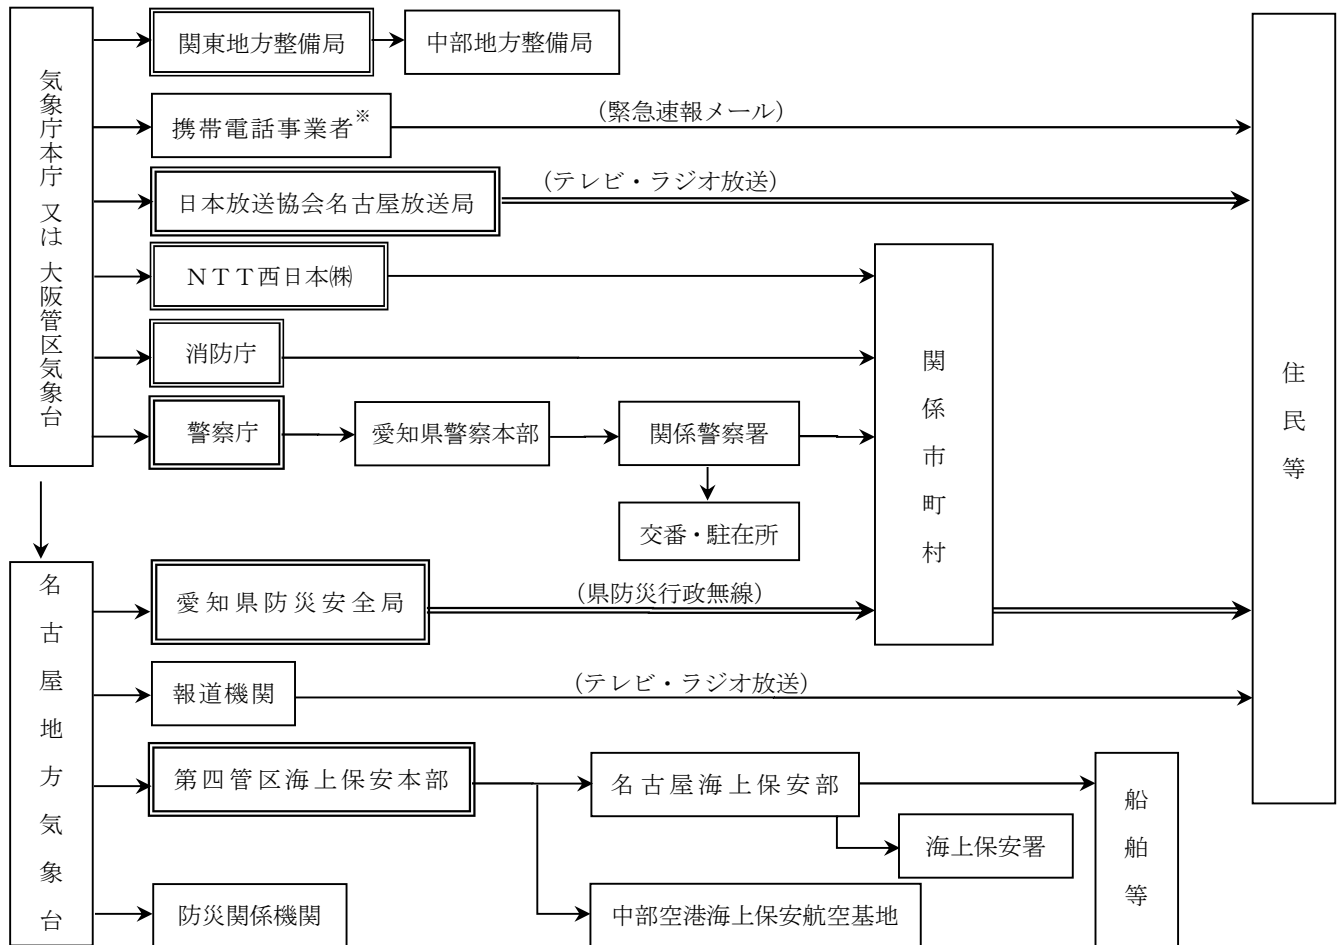 気象庁本庁 又は 大阪管区気象台
関東地方整備局
中部地方整備局
携帯電話事業者※
（緊急速報メール）
日本放送協会名古屋放送局
（テレビ・ラジオ放送）
ＮＴＴ西日本㈱
消防庁
警察庁
愛知県警察本部
関係警察署
交番・駐在所
関係市町村
住民等
名古屋地方気象台
愛知県防災安全局
（県防災行政無線）
報道機関
（テレビ・ラジオ放送）
第四管区海上保安本部
名古屋海上保安部
海上保安署
船舶等
防災関係機関
中部空港海上保安航空基地